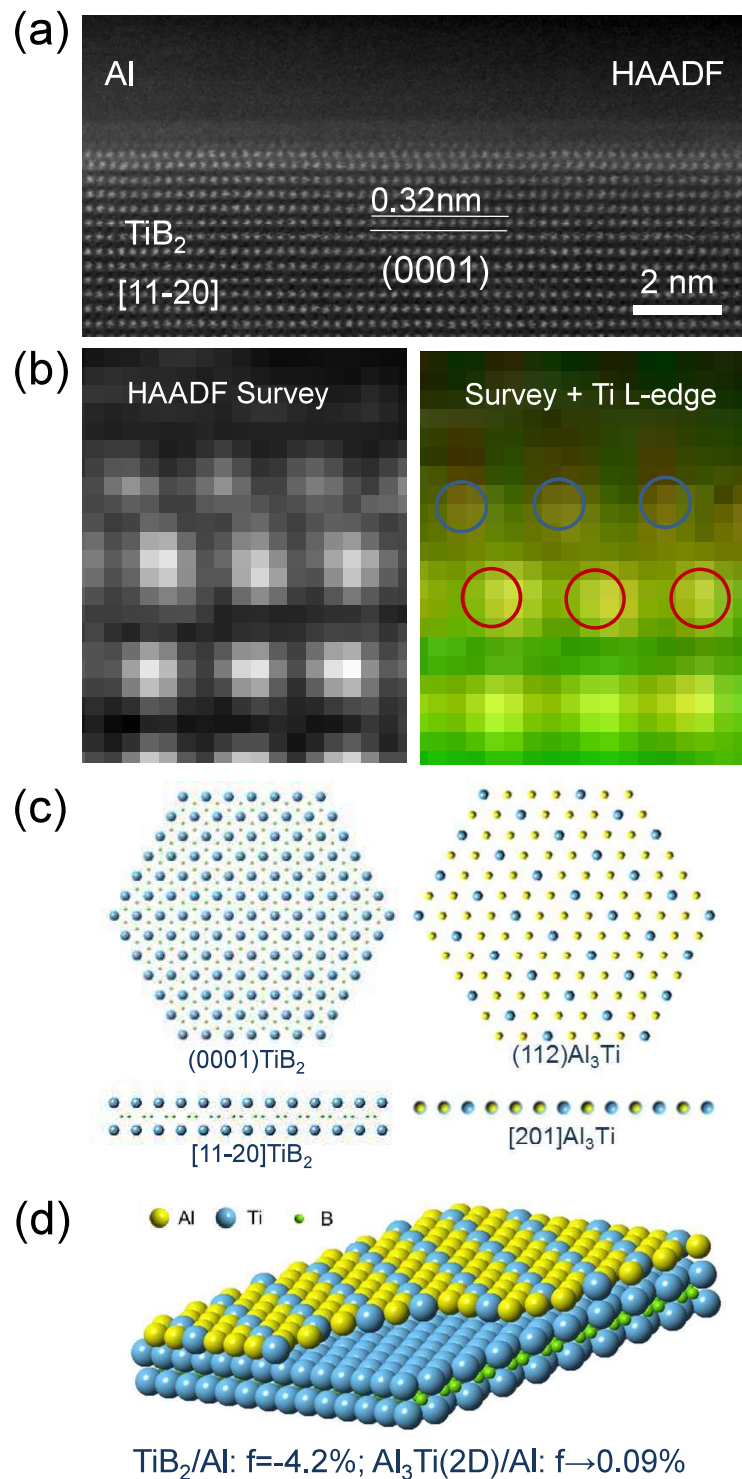 (a)
Al
HAADF
0.32nm
TiB₂
(0001)
[11-20]
2 nm
(b)
HAADF Survey
Survey + Ti L-edge
(c)
(0001)TiB₂
(112)Al₃Ti
[11-20]TiB₂
[201]Al₃Ti
(d)
Al Ti B
TiB₂/Al: f=-4.2%; Al₃Ti(2D)/Al: f→0.09%